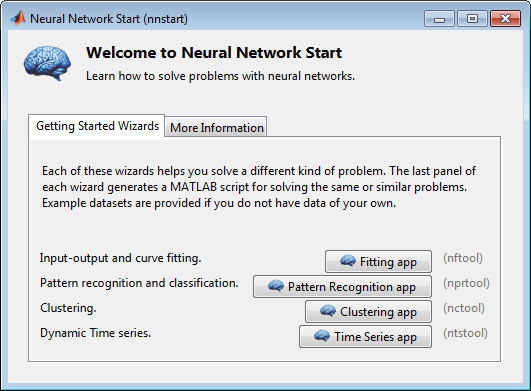 Neural Network Start (nnstart)
Welcome to Neural Network Start
Learn how to solve problems with neural networks.
Getting Started Wizards More Information
Each of these wizards helps you solve a different kind of problem. The last panel of
each wizard generates a MATLAB script for solving the same or similar problems.
Example datasets are provided if you do not have data of your own.
Input-output and curve fitting. Fitting app (nftool)
Pattern recognition and classification. Pattern Recognition app (nprtool)
Clustering. Clustering app (nctool)
Dynamic Time series. Time Series app (ntstool)